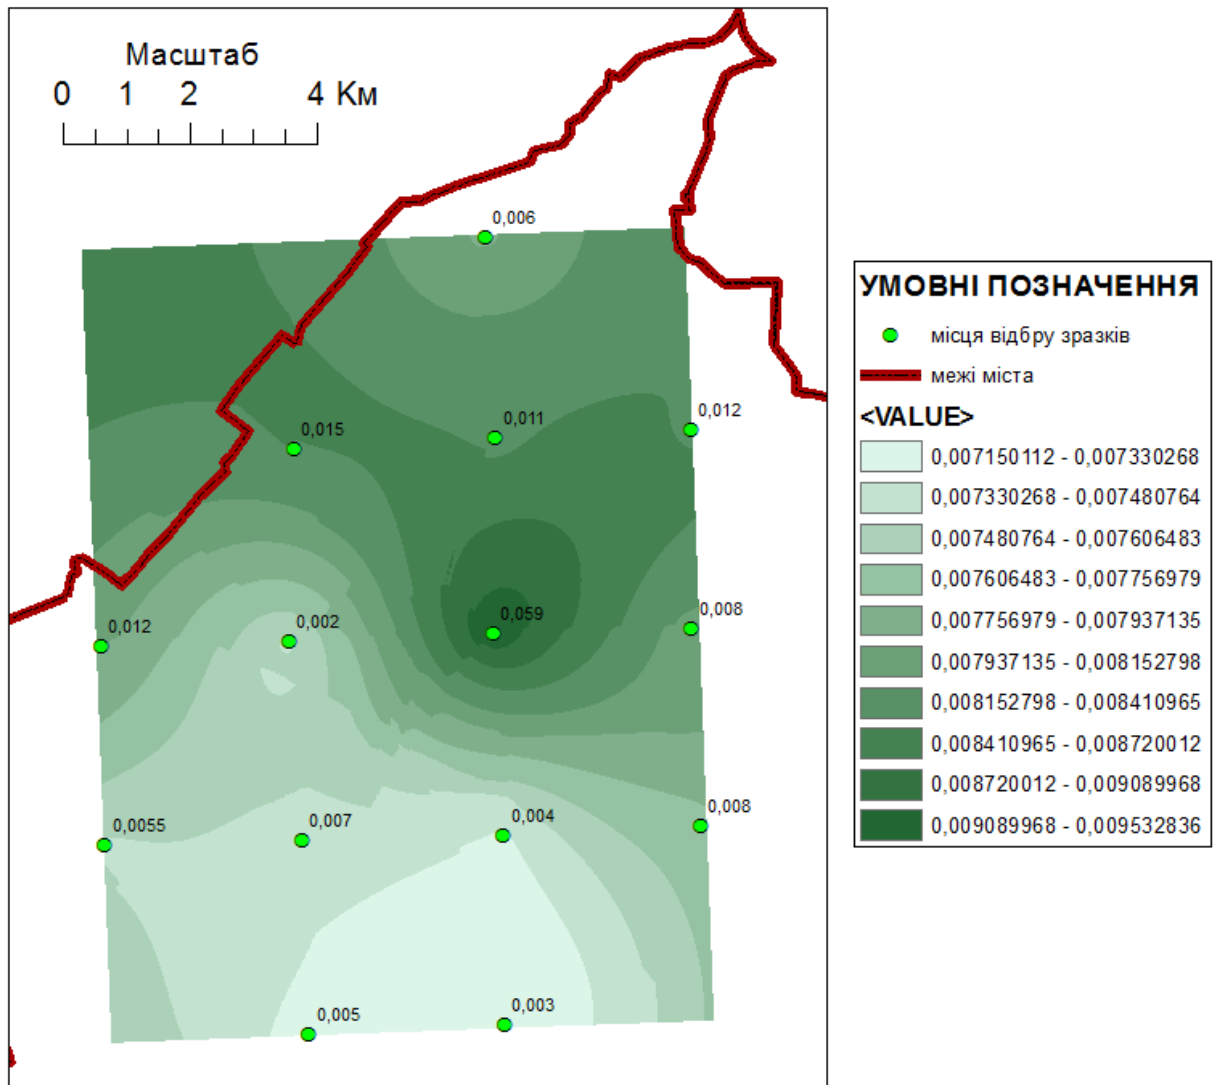 Масштаб
0 1 2 4 Км
0,006
0,012
0,011
0,015
0,008
0,059
0,002
0,012
0,008
0,004
0,007
0,0055
0,003
0,005
УМОВНІ ПОЗНАЧЕННЯ
місця відбру зразків
межі міста
<VALUE>
0,007150112 - 0,007330268
0,007330268 - 0,007480764
0,007480764 - 0,007606483
0,007606483 - 0,007756979
0,007756979 - 0,007937135
0,007937135 - 0,008152798
0,008152798 - 0,008410965
0,008410965 - 0,008720012
0,008720012 - 0,009089968
0,009089968 - 0,009532836